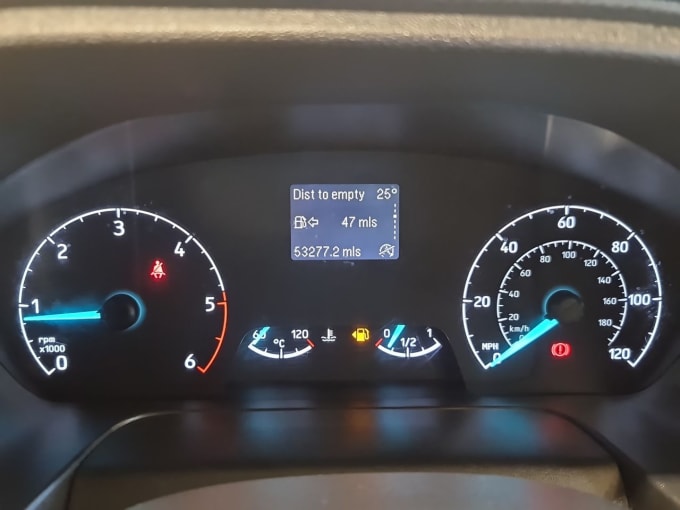 Dist to empty 25°
47 mls
53277.2 mls
0 1 2 3 4 5 6
rpm
x1000
60 120
°C
0 1/2 1
0 20 40 60 80 100 120
MPH
20 40 60 80 100 120 140 160 180
km/h